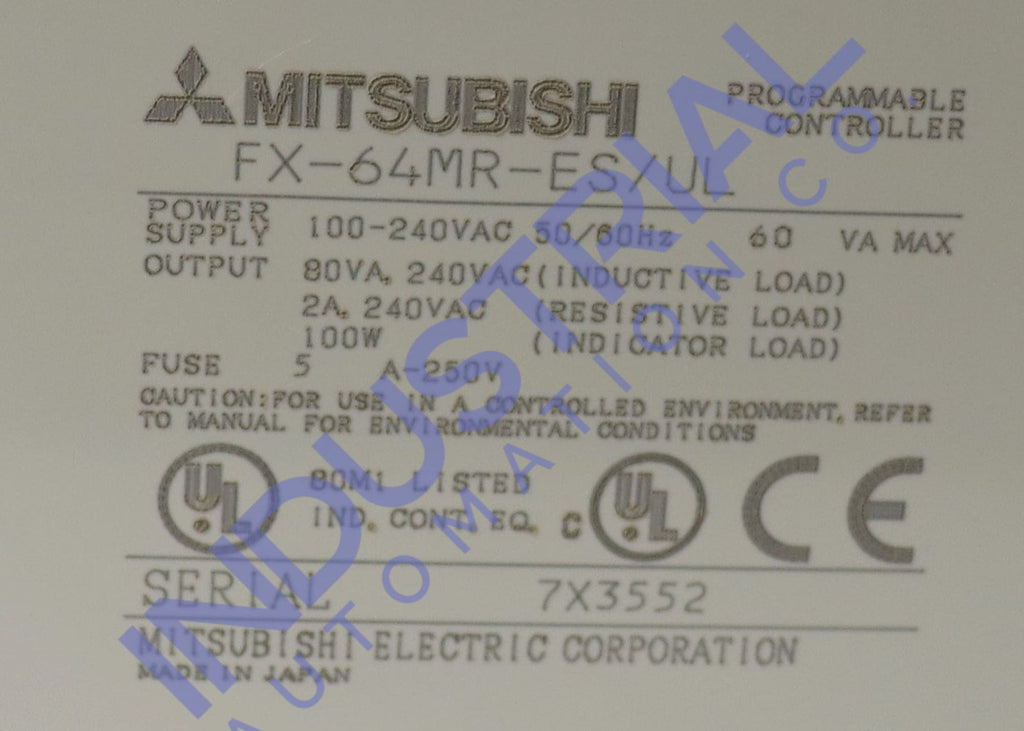 MITSUBISHI
PROGRAMMABLE
CONTROLLER
FX-64MR-ES/UL
POWER
SUPPLY 100-240VAC 50/60Hz 60 VA MAX
OUTPUT 80VA, 240VAC (INDUCTIVE LOAD)
2A, 240VAC (RESISTIVE LOAD)
100W (INDICATOR LOAD)
FUSE 5 A-250V
CAUTION:FOR USE IN A CONTROLLED ENVIRONMENT, REFER
TO MANUAL FOR ENVIRONMENTAL CONDITIONS
UL 80M1 LISTED
IND. CONT. EQ. C UL CE
SERIAL 7X3552
MITSUBISHI ELECTRIC CORPORATION
MADE IN JAPAN
INDUSTRIAL
AUTOMATION CO